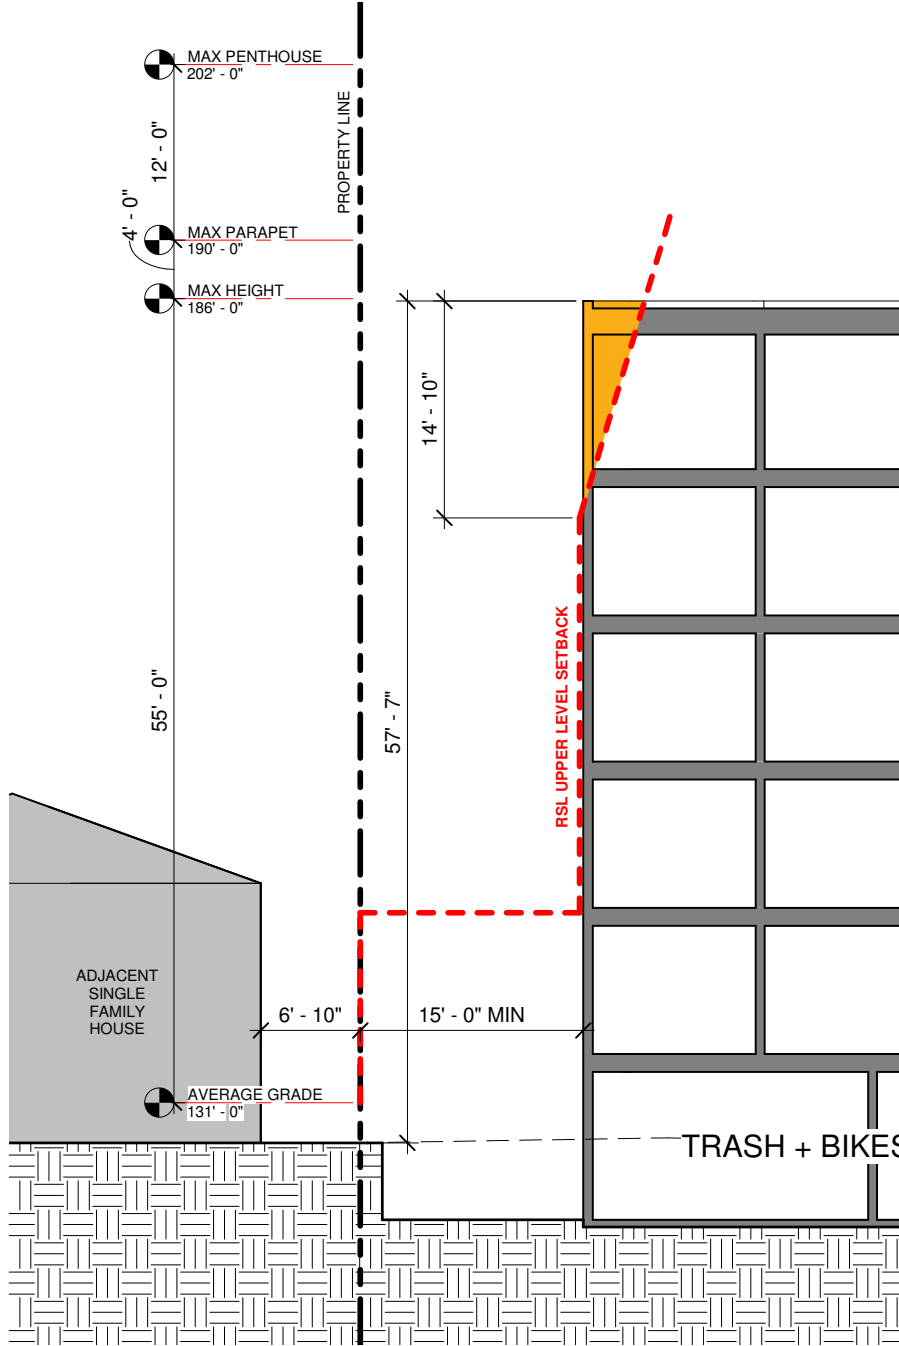 MAX PENTHOUSE
202' - 0"
PROPERTY LINE
12' - 0"
4' - 0"
MAX PARAPET
190' - 0"
MAX HEIGHT
186' - 0"
14' - 10"
RSL UPPER LEVEL SETBACK
55' - 0"
57' - 7"
ADJACENT
SINGLE
FAMILY
HOUSE
6' - 10"
15' - 0" MIN
AVERAGE GRADE
131' - 0"
TRASH + BIKES